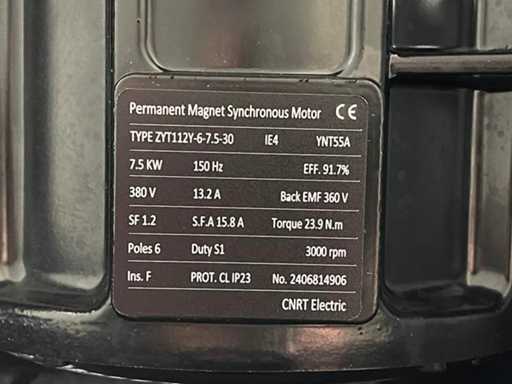 Permanent Magnet Synchronous Motor CE
TYPE ZYT112Y-6-7.5-30 IE4 YNT55A
7.5 KW 150 Hz EFF. 91.7%
380 V 13.2 A Back EMF 360 V
SF 1.2 S.F.A 15.8 A Torque 23.9 N.m
Poles 6 Duty S1 3000 rpm
Ins. F PROT. CL IP23 No. 2406814906
CNRT Electric